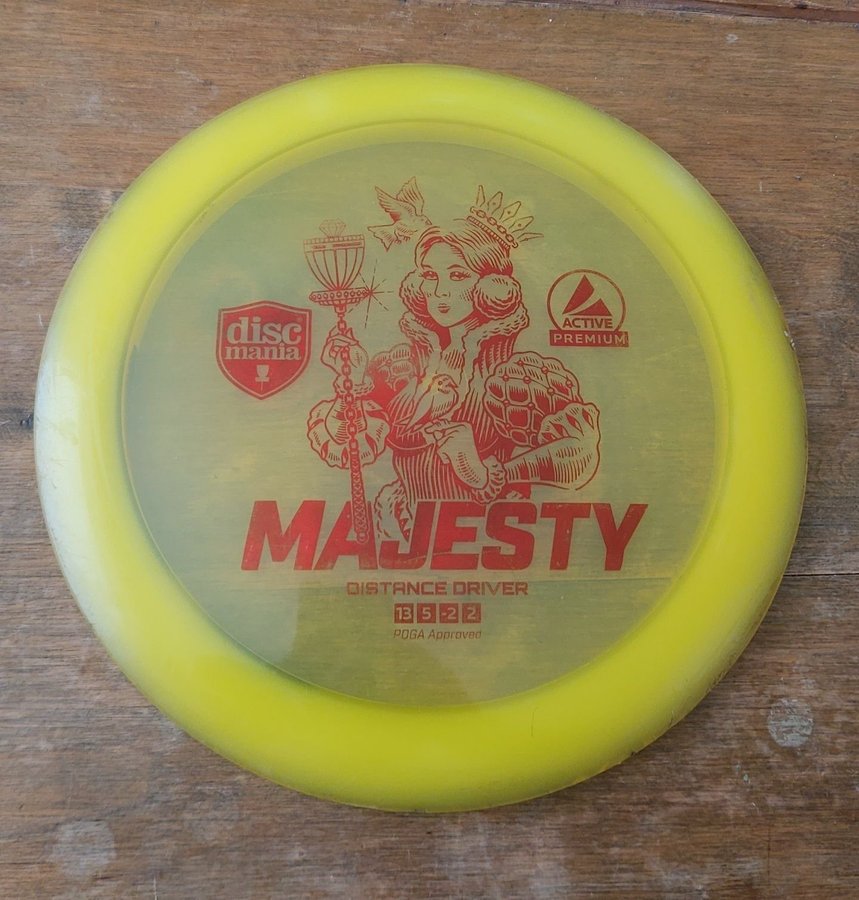 disc
mania
ACTIVE
PREMIUM
MAJESTY
DISTANCE DRIVER
13 5 -2 2
PDGA Approved